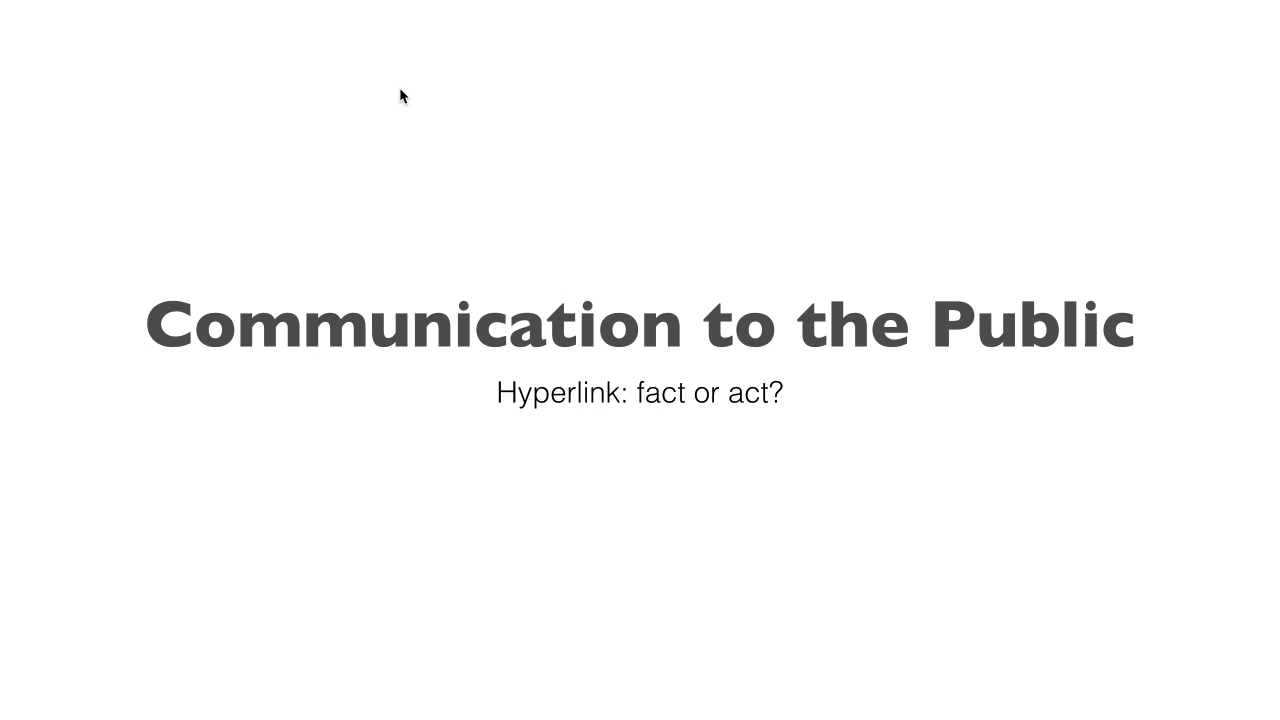 Communication to the Public
Hyperlink: fact or act?